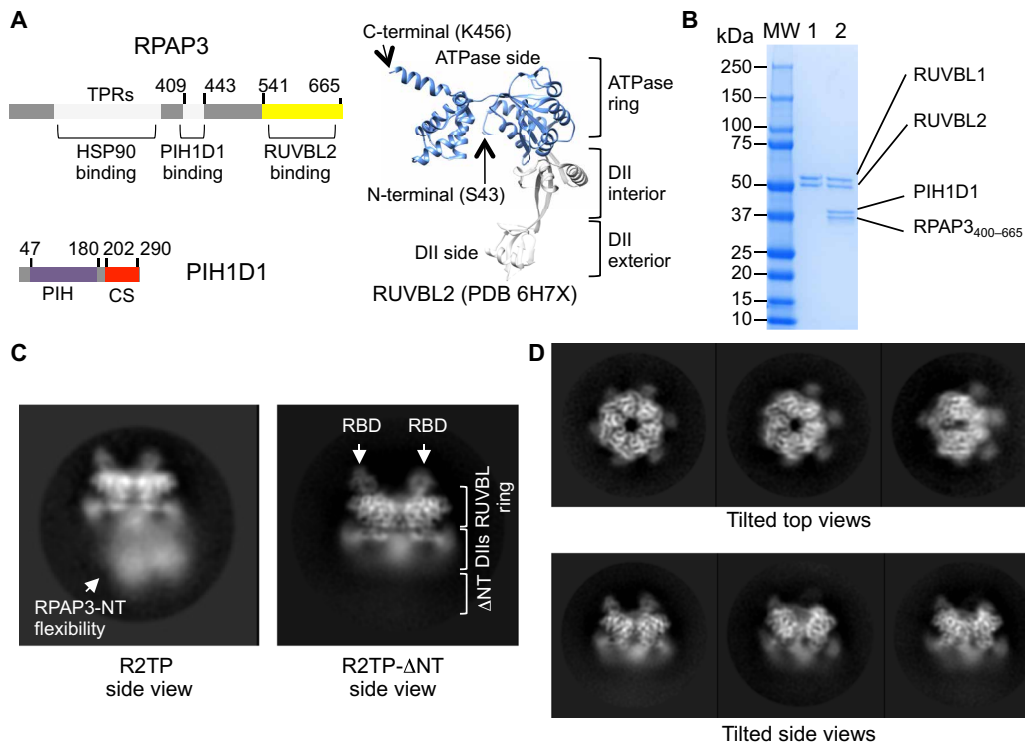 A
RPAP3
TPRs
409
443
541
665
HSP90
binding
PIH1D1
binding
RUVBL2
binding
47
180
202
290
PIH1D1
PIH
CS
C-terminal (K456)
ATPase side
ATPase
ring
N-terminal (S43)
DII
interior
DII side
DII
exterior
RUVBL2 (PDB 6H7X)
B
kDa MW 1 2
250
150
100
75
50
37
25
20
15
10
RUVBL1
RUVBL2
PIH1D1
RPAP3400–665
C
RPAP3-NT
flexibility
R2TP
side view
RBD
RBD
RUVBL
ring
DIIs
ΔNT
R2TP-ΔNT
side view
D
Tilted top views
Tilted side views